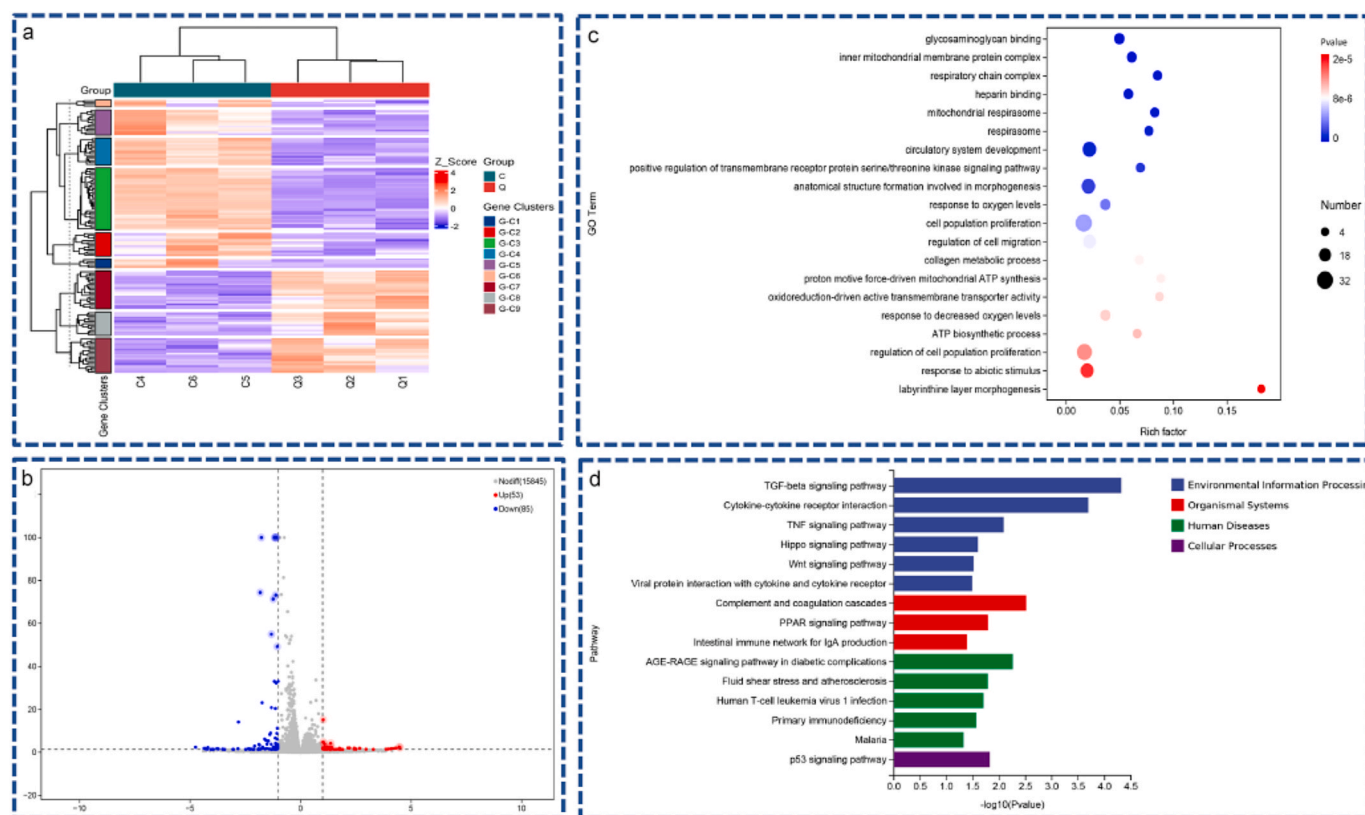 a
Group
Z_Score
4
2
0
-2
Group
C
Q
Gene Clusters
G-C1
G-C2
G-C3
G-C4
G-C5
G-C6
G-C7
G-C8
G-C9
C4
C6
C5
Q3
Q2
Q1
Gene Clusters
c
glycosaminoglycan binding
inner mitochondrial membrane protein complex
respiratory chain complex
heparin binding
mitochondrial respirasome
respirasome
circulatory system development
positive regulation of transmembrane receptor protein serine/threonine kinase signaling pathway
anatomical structure formation involved in morphogenesis
response to oxygen levels
cell population proliferation
regulation of cell migration
collagen metabolic process
proton motive force-driven mitochondrial ATP synthesis
oxidoreduction-driven active transmembrane transporter activity
response to decreased oxygen levels
ATP biosynthetic process
regulation of cell population proliferation
response to abiotic stimulus
labyrinthine layer morphogenesis
GO Term
0.00
0.05
0.10
0.15
Rich factor
Pvalue
2e-5
8e-6
0
Number
4
18
32
b
Nodiff(15845)
Up(53)
Down(85)
100
80
60
40
20
0
-20
-10
-5
0
5
10
d
TGF-beta signaling pathway
Cytokine-cytokine receptor interaction
TNF signaling pathway
Hippo signaling pathway
Wnt signaling pathway
Viral protein interaction with cytokine and cytokine receptor
Complement and coagulation cascades
PPAR signaling pathway
Intestinal immune network for IgA production
AGE-RAGE signaling pathway in diabetic complications
Fluid shear stress and atherosclerosis
Human T-cell leukemia virus 1 infection
Primary immunodeficiency
Malaria
p53 signaling pathway
Pathway
0.0
0.5
1.0
1.5
2.0
2.5
3.0
3.5
4.0
4.5
-log10(Pvalue)
Environmental Information Processin
Organismal Systems
Human Diseases
Cellular Processes